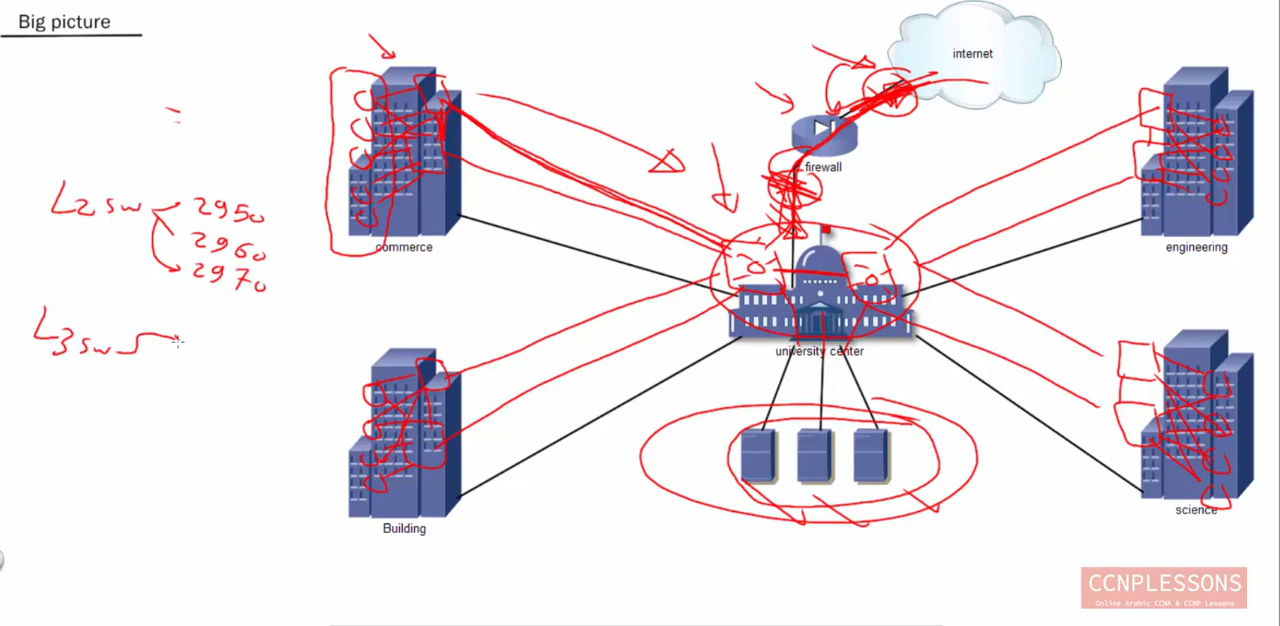 Big picture
internet
firewall
commerce
engineering
L2 sw 2950
2960
2970
L3 sw
university center
Building
science
CCNPLESSONS
Online Arabic CCNA & CCNP Lessons